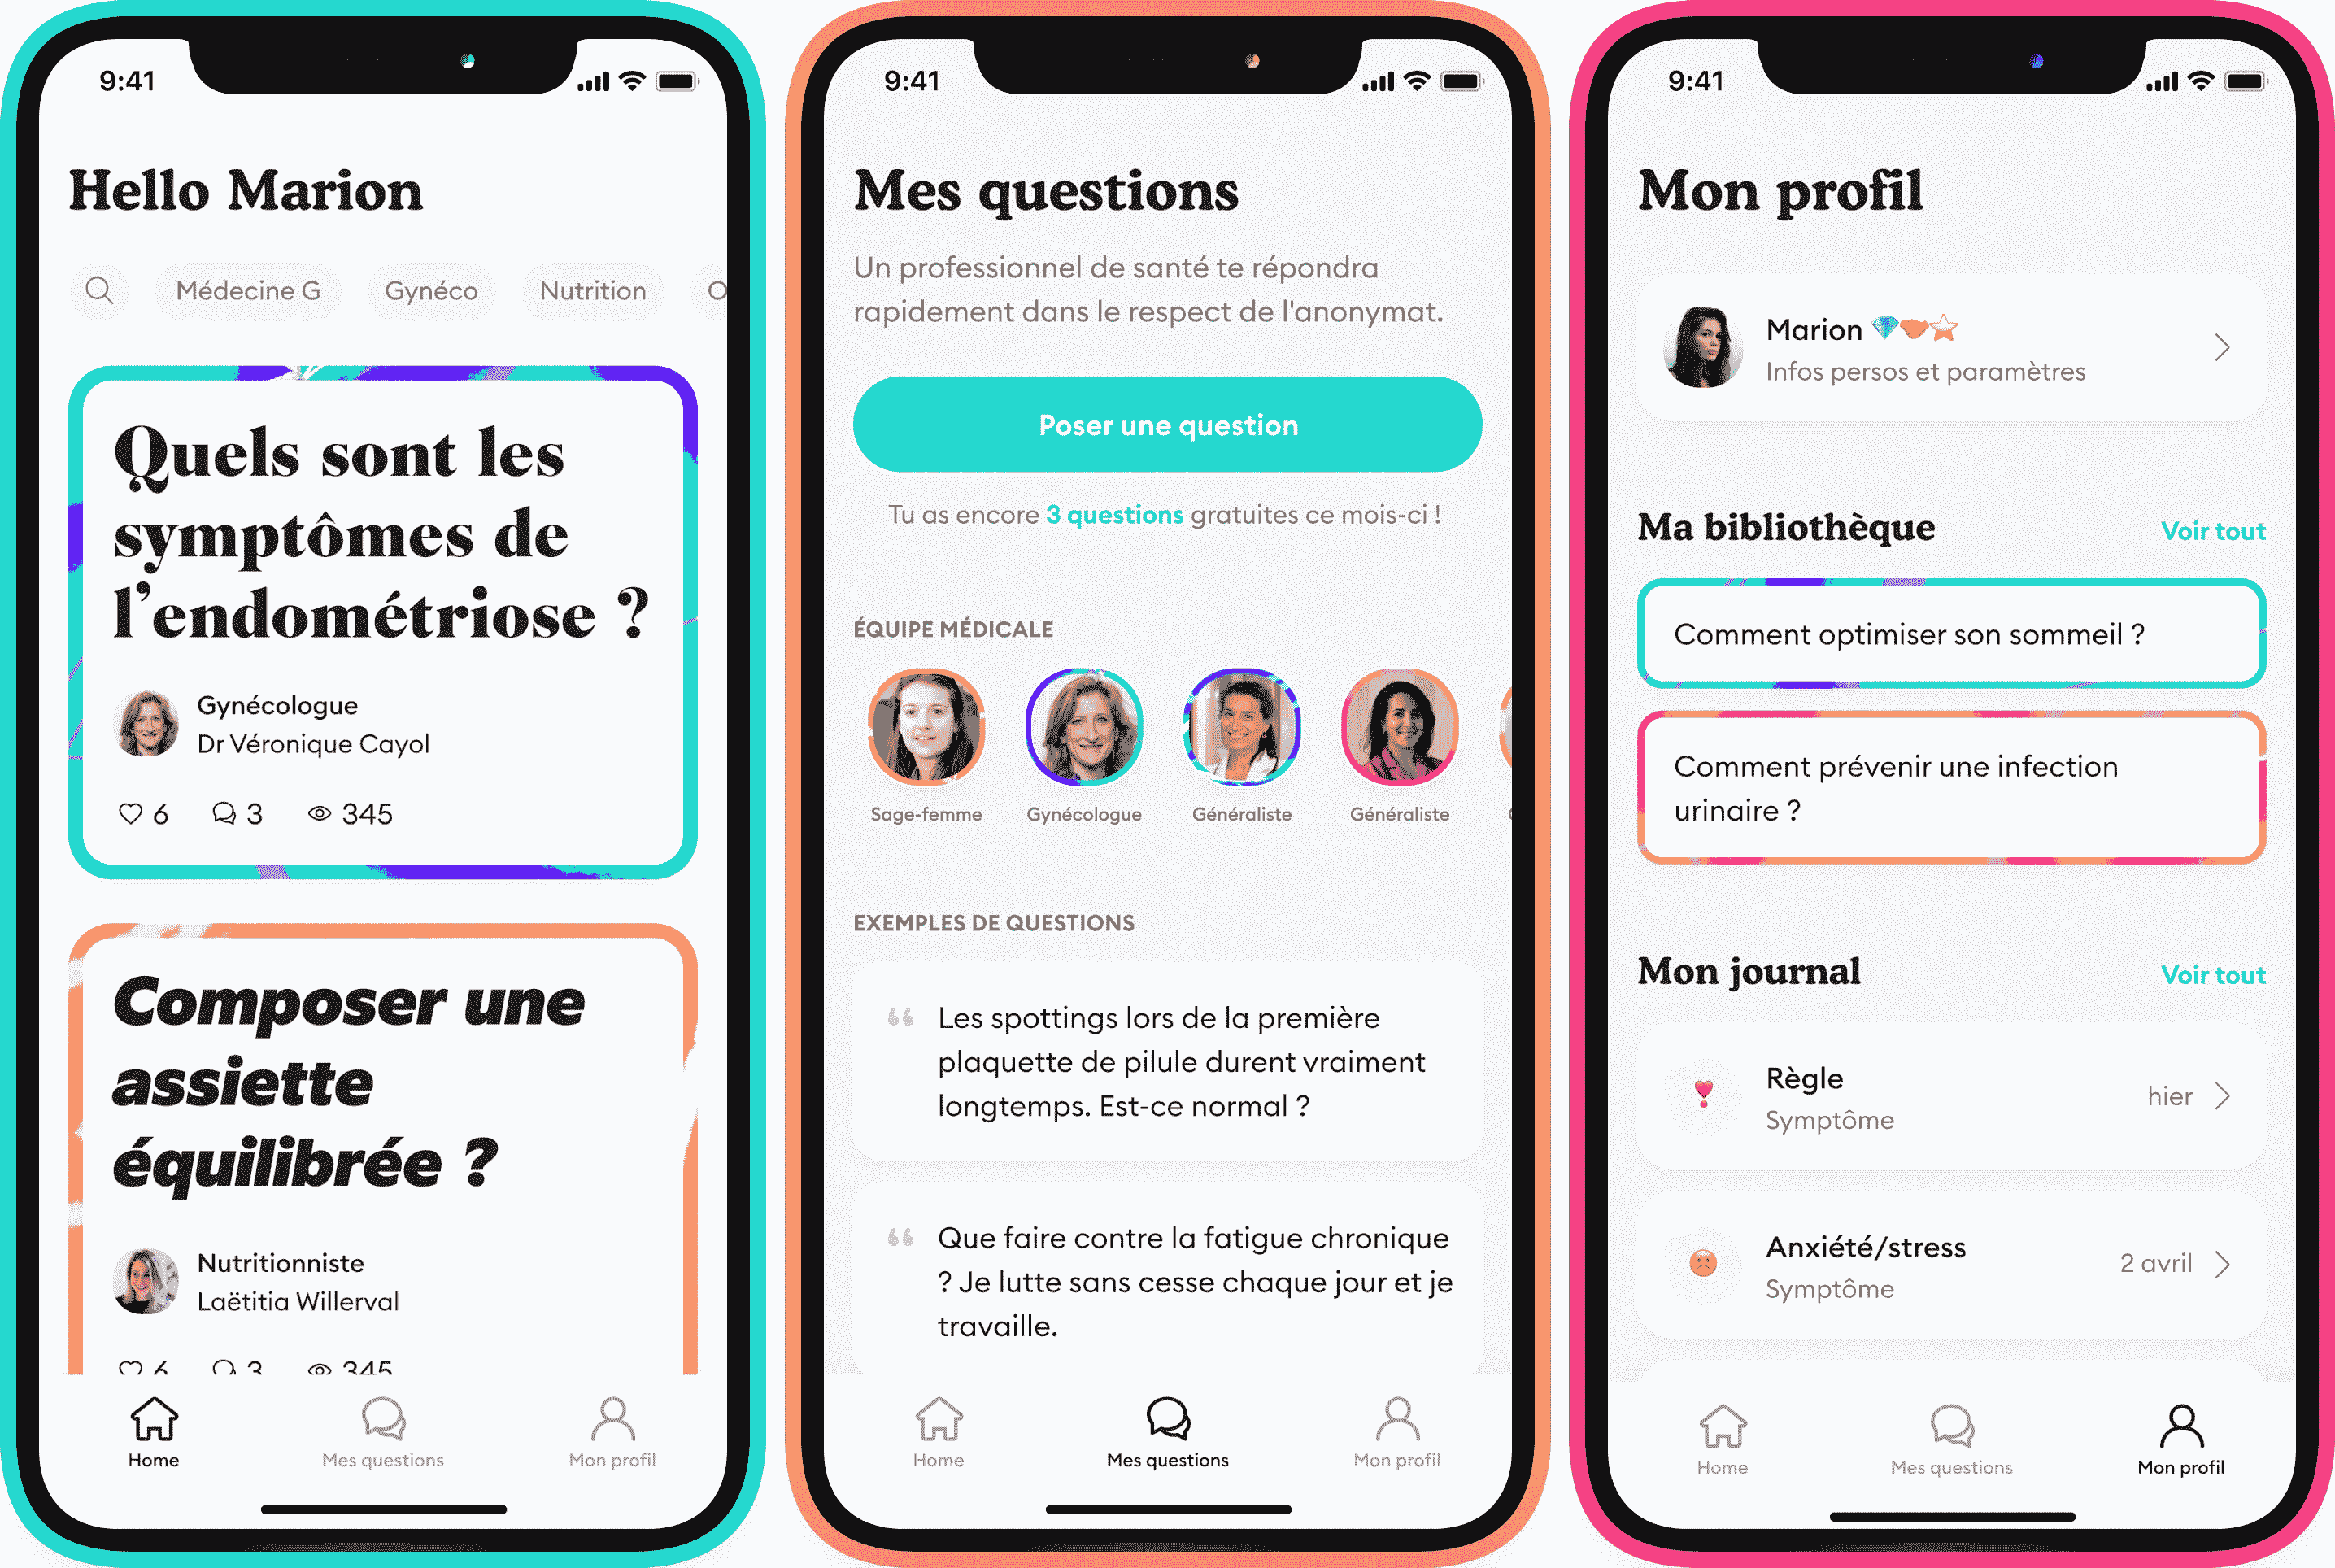 9:41
Hello Marion
Médecine G
Gynéco
Nutrition
Quels sont les
symptômes de
l'endométriose ?
Gynécologue
Dr Véronique Cayol
6
3
345
Composer une
assiette
équilibrée ?
Nutritionniste
Laëtitia Willerval
6
3
345
Home
Mes questions
Mon profil
9:41
Mes questions
Un professionnel de santé te répondra
rapidement dans le respect de l'anonymat.
Poser une question
Tu as encore 3 questions gratuites ce mois-ci !
ÉQUIPE MÉDICALE
Sage-femme
Gynécologue
Généraliste
Généraliste
EXEMPLES DE QUESTIONS
“ Les spottings lors de la première
plaquette de pilule durent vraiment
longtemps. Est-ce normal ?
“ Que faire contre la fatigue chronique
? Je lutte sans cesse chaque jour et je
travaille.
Home
Mes questions
Mon profil
9:41
Mon profil
Marion
Infos persos et paramètres
Ma bibliothèque
Voir tout
Comment optimiser son sommeil ?
Comment prévenir une infection
urinaire ?
Mon journal
Voir tout
Règle
Symptôme
hier
Anxiété/stress
Symptôme
2 avril
Home
Mes questions
Mon profil